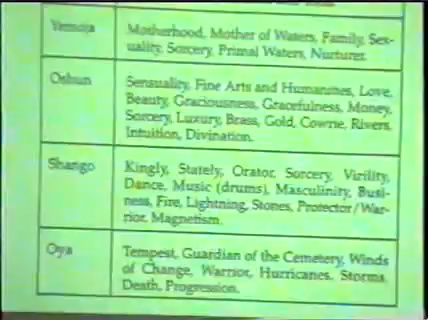 Yemoja
Motherhood, Mother of Waters, Family, Sex-
uality, Sorcery, Primal Waters, Nurturer.
Oshun
Sensuality, Fine Arts and Humanities, Love,
Beauty, Graciousness, Gracefulness, Money,
Sorcery, Luxury, Brass, Gold, Cowrie, Rivers,
Intuition, Divination.
Shango
Kingly, Stately, Orator, Sorcery, Virility,
Dance, Music (drums), Masculinity, Busi-
ness, Fire, Lightning, Stones, Protector/War-
rior, Magnetism.
Oya
Tempest, Guardian of the Cemetery, Winds
of Change, Warrior, Hurricanes, Storms,
Death, Progression.